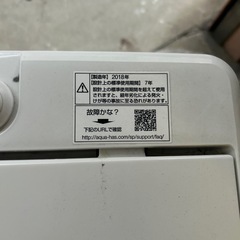 【製造年】2018年
【設計上の標準使用期間】7年
設計上の標準使用期間を超えて使用
されますと、経年劣化による発火・
けが等の事故に至る恐れがあります。
故障かな?
下記のURLで確認
http://aqua-has.com/sp/support/faq/